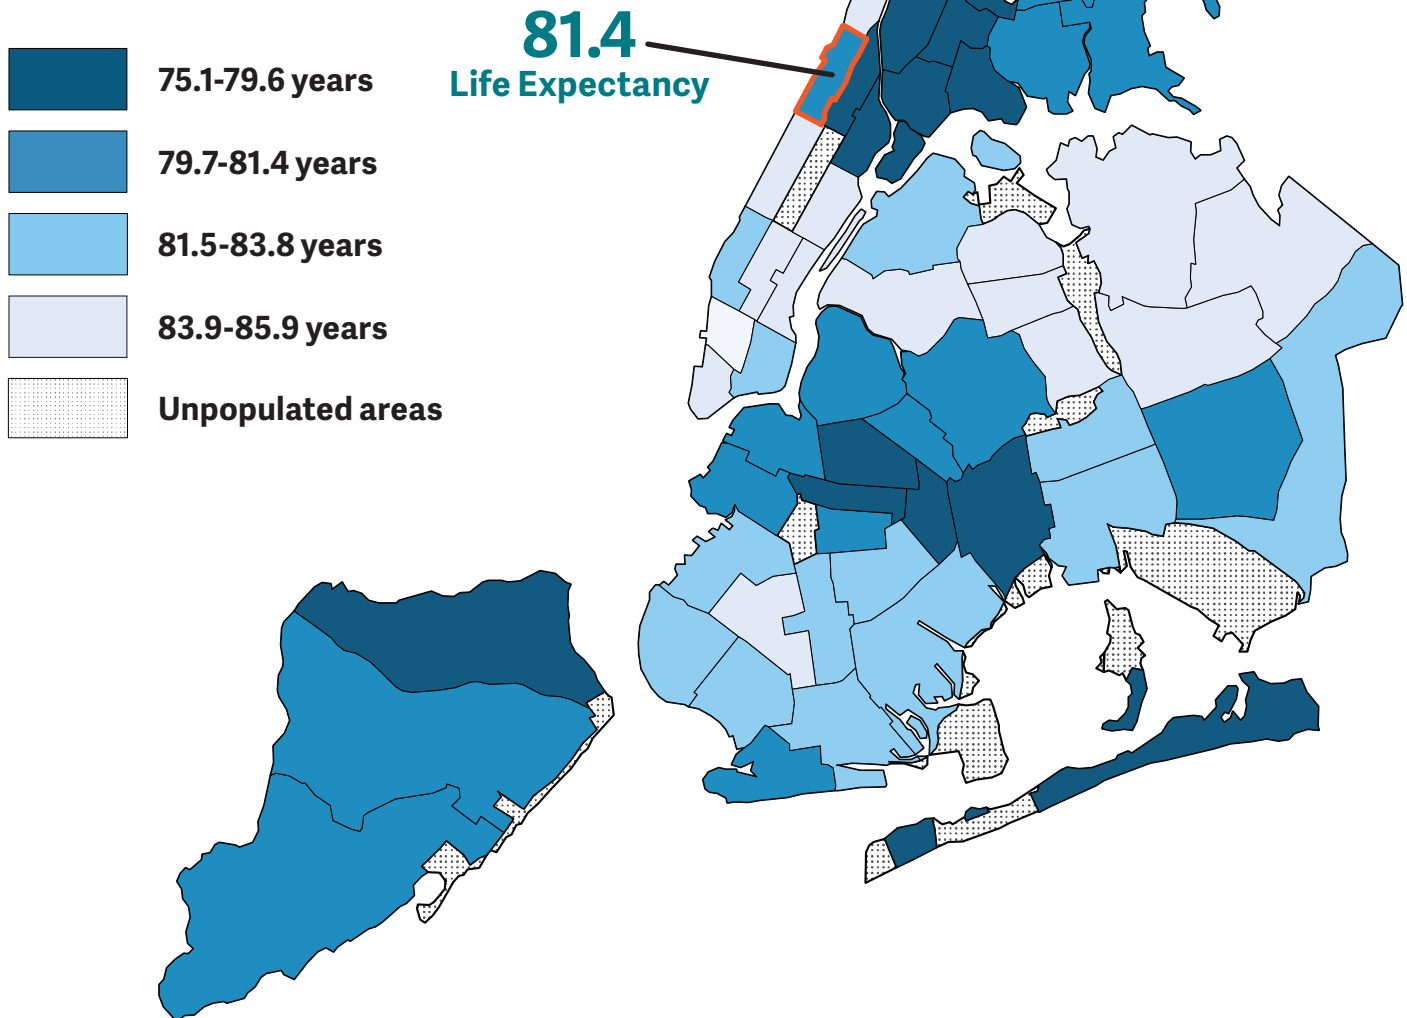 81.4
Life Expectancy
75.1-79.6 years
79.7-81.4 years
81.5-83.8 years
83.9-85.9 years
Unpopulated areas